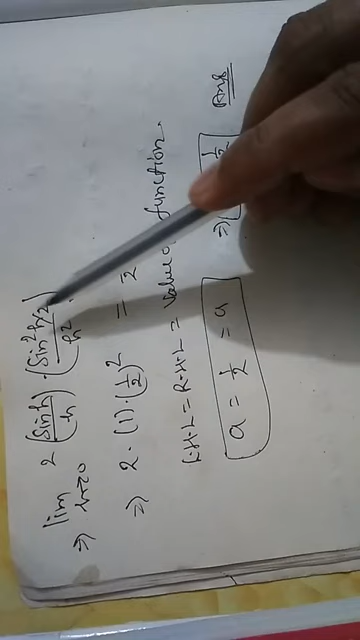 ⇒ lim h→0 2 (Sin h / h) · (Sin² h/2 / h²) ·
⇒ 2 · (1) · (1/2)² = 2
L·H·L = R·H·L = Value function.
a = 1/2 = a ⇒ 1/2 Ans